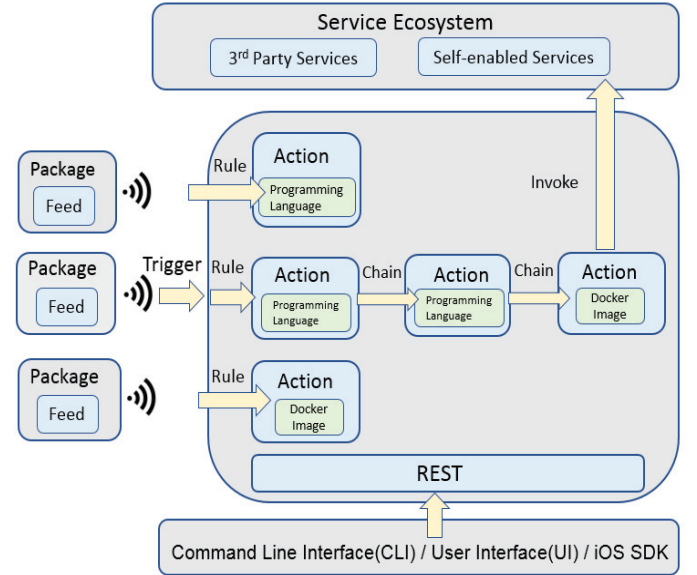 Service Ecosystem
3rd Party Services
Self-enabled Services
Package
Feed
Rule
Action
Programming
Language
Invoke
Package
Feed
Trigger
Rule
Action
Programming
Language
Chain
Action
Programming
Language
Chain
Action
Docker
Image
Package
Feed
Rule
Action
Docker
Image
REST
Command Line Interface(CLI) / User Interface(UI) / iOS SDK